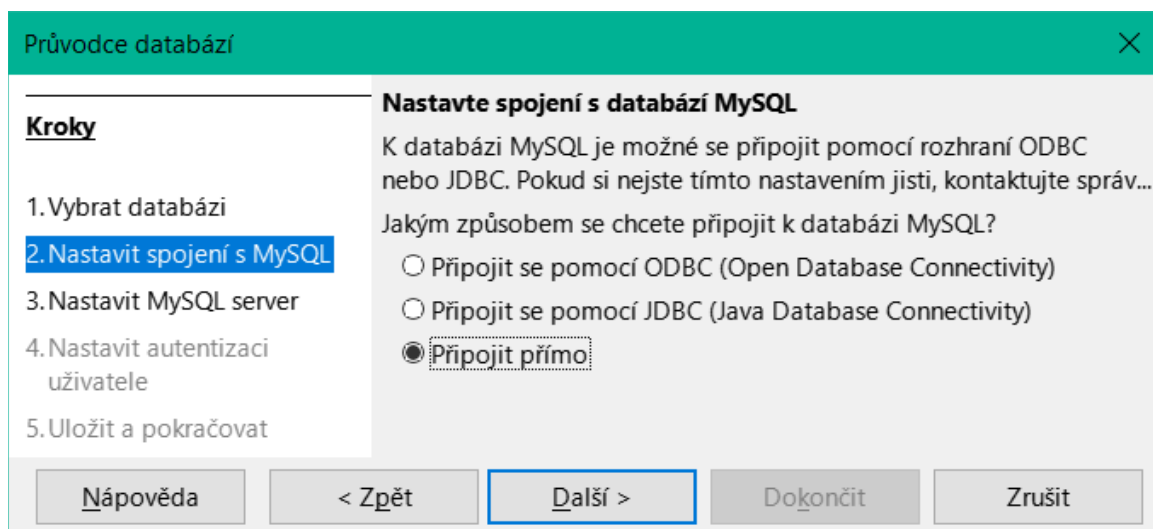 Průvodce databází
Kroky
1. Vybrat databázi
2. Nastavit spojení s MySQL
3. Nastavit MySQL server
4. Nastavit autentizaci
uživatele
5. Uložit a pokračovat
Nastavte spojení s databází MySQL
K databázi MySQL je možné se připojit pomocí rozhraní ODBC
nebo JDBC. Pokud si nejste tímto nastavením jisti, kontaktujte správ...
Jakým způsobem se chcete připojit k databázi MySQL?
Připojit se pomocí ODBC (Open Database Connectivity)
Připojit se pomocí JDBC (Java Database Connectivity)
Připojit přímo
Nápověda
< Zpět
Další >
Dokončit
Zrušit